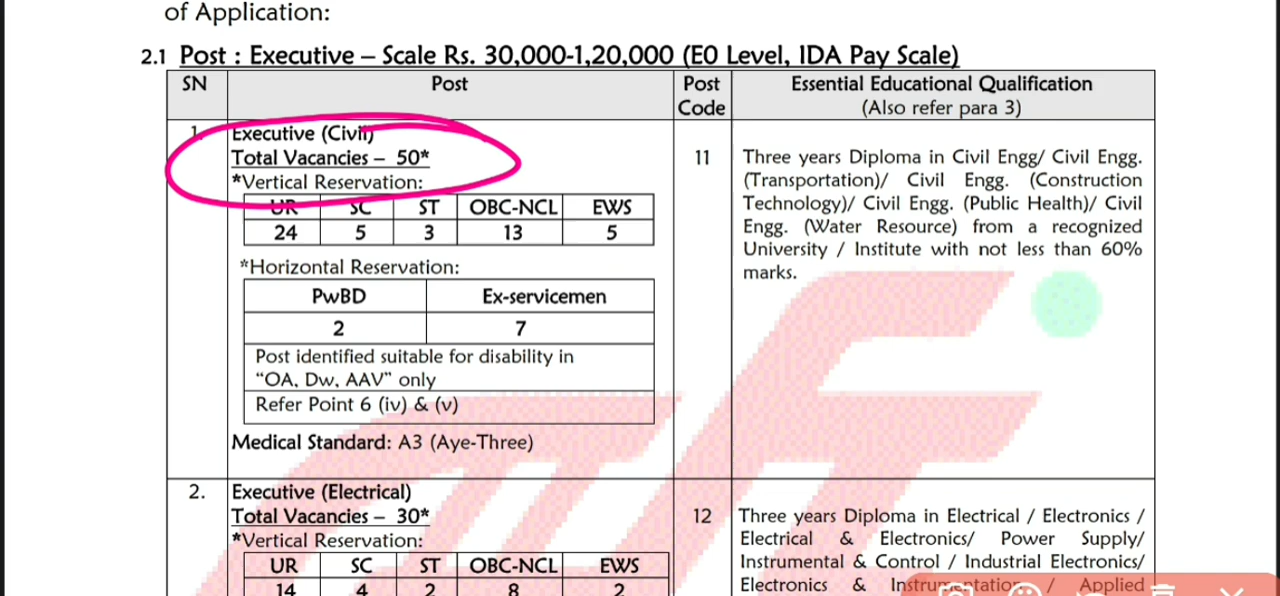 of Application:
2.1 Post : Executive – Scale Rs. 30,000-1,20,000 (E0 Level, IDA Pay Scale)
SN Post Post Code Essential Educational Qualification
(Also refer para 3)
1. Executive (Civil)
Total Vacancies – 50*
*Vertical Reservation:
UR SC ST OBC-NCL EWS
24 5 3 13 5
*Horizontal Reservation:
PwBD Ex-servicemen
2 7
Post identified suitable for disability in
“OA, Dw, AAV” only
Refer Point 6 (iv) & (v)
Medical Standard: A3 (Aye-Three)
11
Three years Diploma in Civil Engg/ Civil Engg.
(Transportation)/ Civil Engg. (Construction
Technology)/ Civil Engg. (Public Health)/ Civil
Engg. (Water Resource) from a recognized
University / Institute with not less than 60%
marks.
2. Executive (Electrical)
Total Vacancies – 30*
*Vertical Reservation:
UR SC ST OBC-NCL EWS
14 4 2 8 2
12
Three years Diploma in Electrical / Electronics /
Electrical & Electronics/ Power Supply/
Instrumental & Control / Industrial Electronics/
Electronics & Instrumentation / Applied